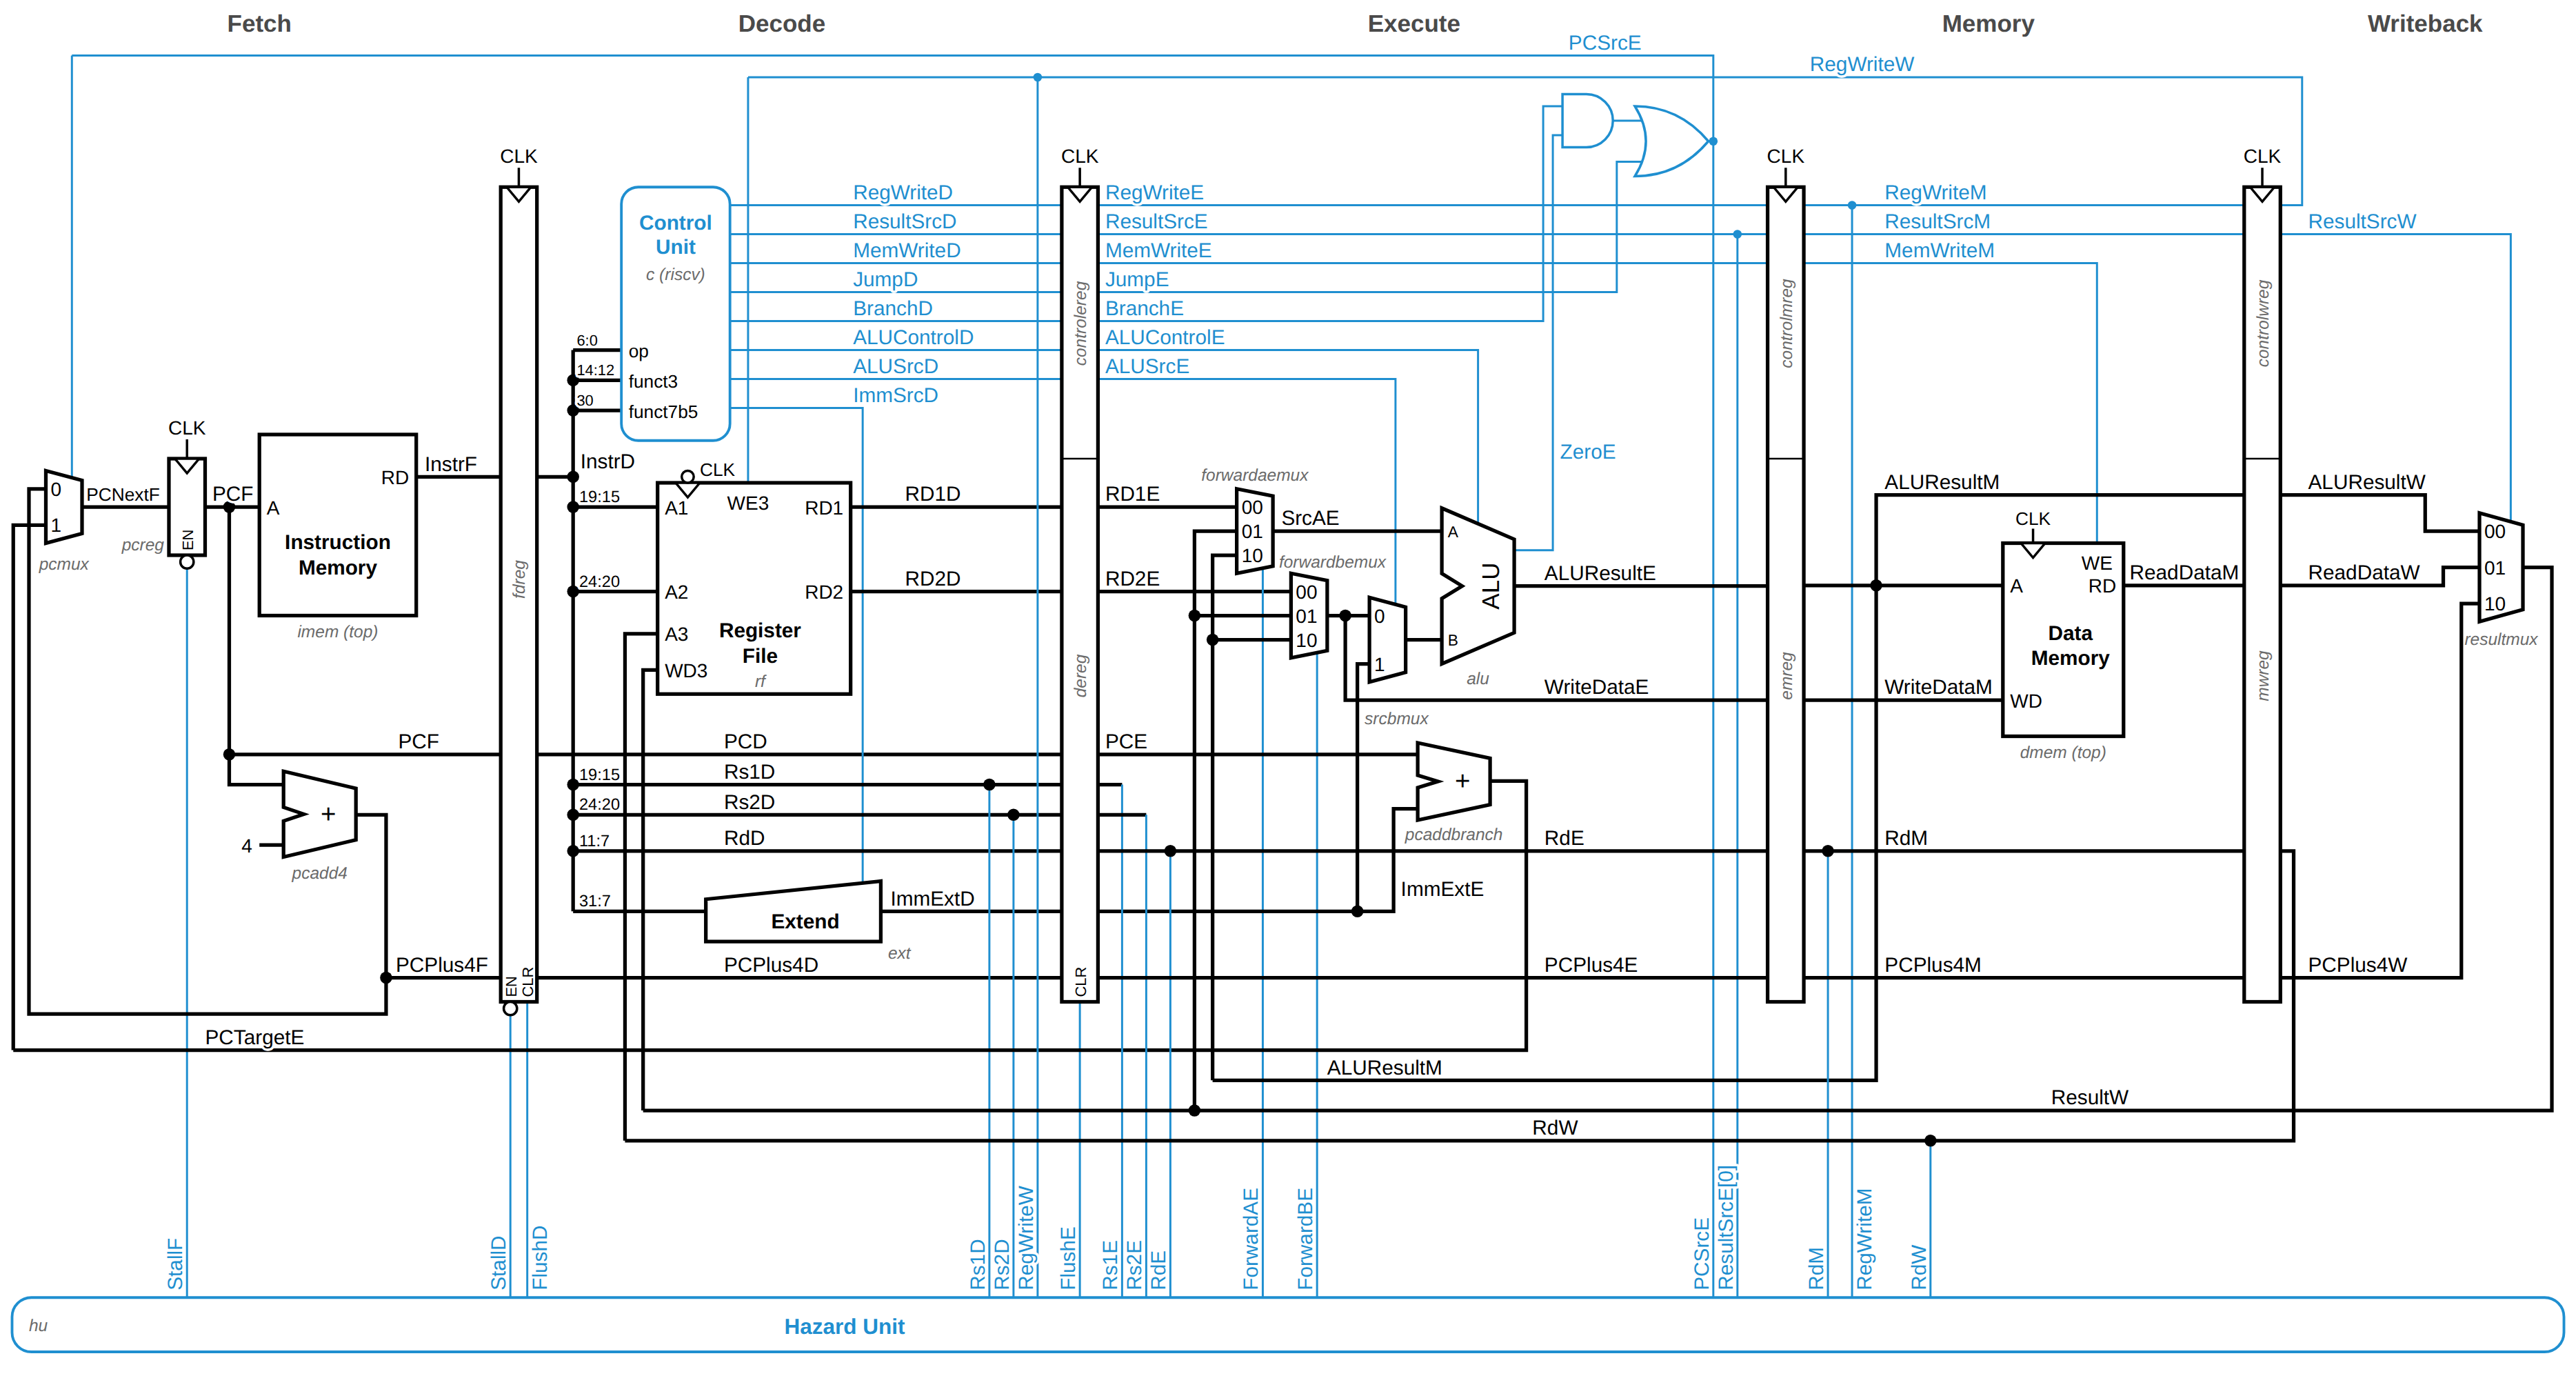 Fetch
Decode
Execute
Memory
Writeback
PCSrcE
RegWriteW
CLK
CLK
CLK
CLK
Control
Unit
c (riscv)
op
funct3
funct7b5
6:0
14:12
30
RegWriteD
ResultSrcD
MemWriteD
JumpD
BranchD
ALUControlD
ALUSrcD
ImmSrcD
RegWriteE
ResultSrcE
MemWriteE
JumpE
BranchE
ALUControlE
ALUSrcE
RegWriteM
ResultSrcM
MemWriteM
ResultSrcW
controlereg
controlmreg
controlwreg
ZeroE
0
1
pcmux
PCNextF
CLK
EN
pcreg
PCF
A
RD
Instruction
Memory
imem (top)
InstrF
fdreg
InstrD
19:15
24:20
CLK
A1
WE3
RD1
A2
RD2
A3
WD3
Register
File
rf
RD1D
RD2D
dereg
RD1E
RD2E
forwardaemux
00
01
10
SrcAE
forwardbemux
00
01
10
0
1
srcbmux
A
B
ALU
alu
ALUResultE
WriteDataE
emreg
ALUResultM
WriteDataM
CLK
A
WE
RD
WD
Data
Memory
dmem (top)
ReadDataM
mwreg
ALUResultW
ReadDataW
00
01
10
resultmux
PCF
PCD
PCE
+
4
pcadd4
19:15
Rs1D
24:20
Rs2D
11:7
RdD
31:7
Extend
ext
ImmExtD
+
pcaddbranch
ImmExtE
RdE
RdM
PCPlus4F
EN
CLR
PCPlus4D
CLR
PCPlus4E
PCPlus4M
PCPlus4W
PCTargetE
ALUResultM
ResultW
RdW
StallF
StallD
FlushD
Rs1D
Rs2D
RegWriteW
FlushE
Rs1E
Rs2E
RdE
ForwardAE
ForwardBE
PCSrcE
ResultSrcE[0]
RdM
RegWriteM
RdW
hu
Hazard Unit